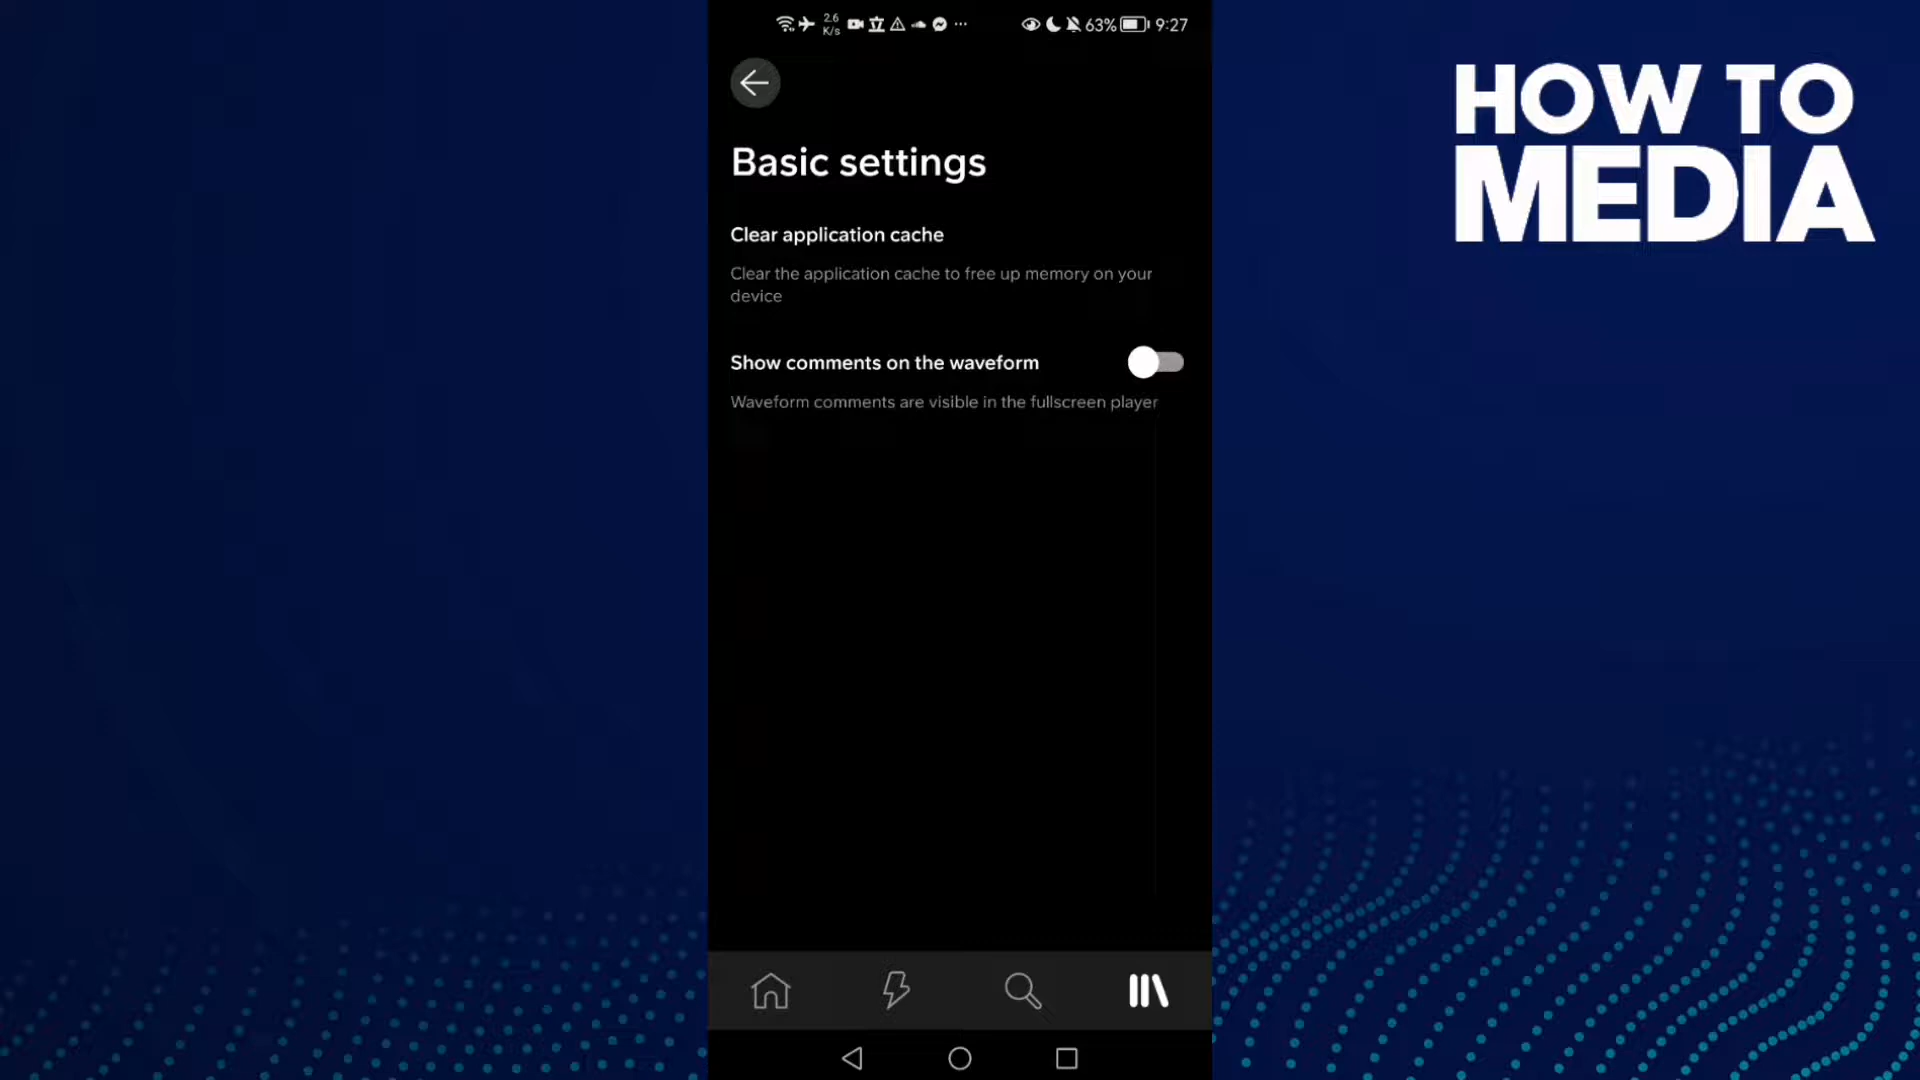 2.6
K/s
63%
9:27
HOW TO
MEDIA
Basic settings
Clear application cache
Clear the application cache to free up memory on your
device
Show comments on the waveform
Waveform comments are visible in the fullscreen player